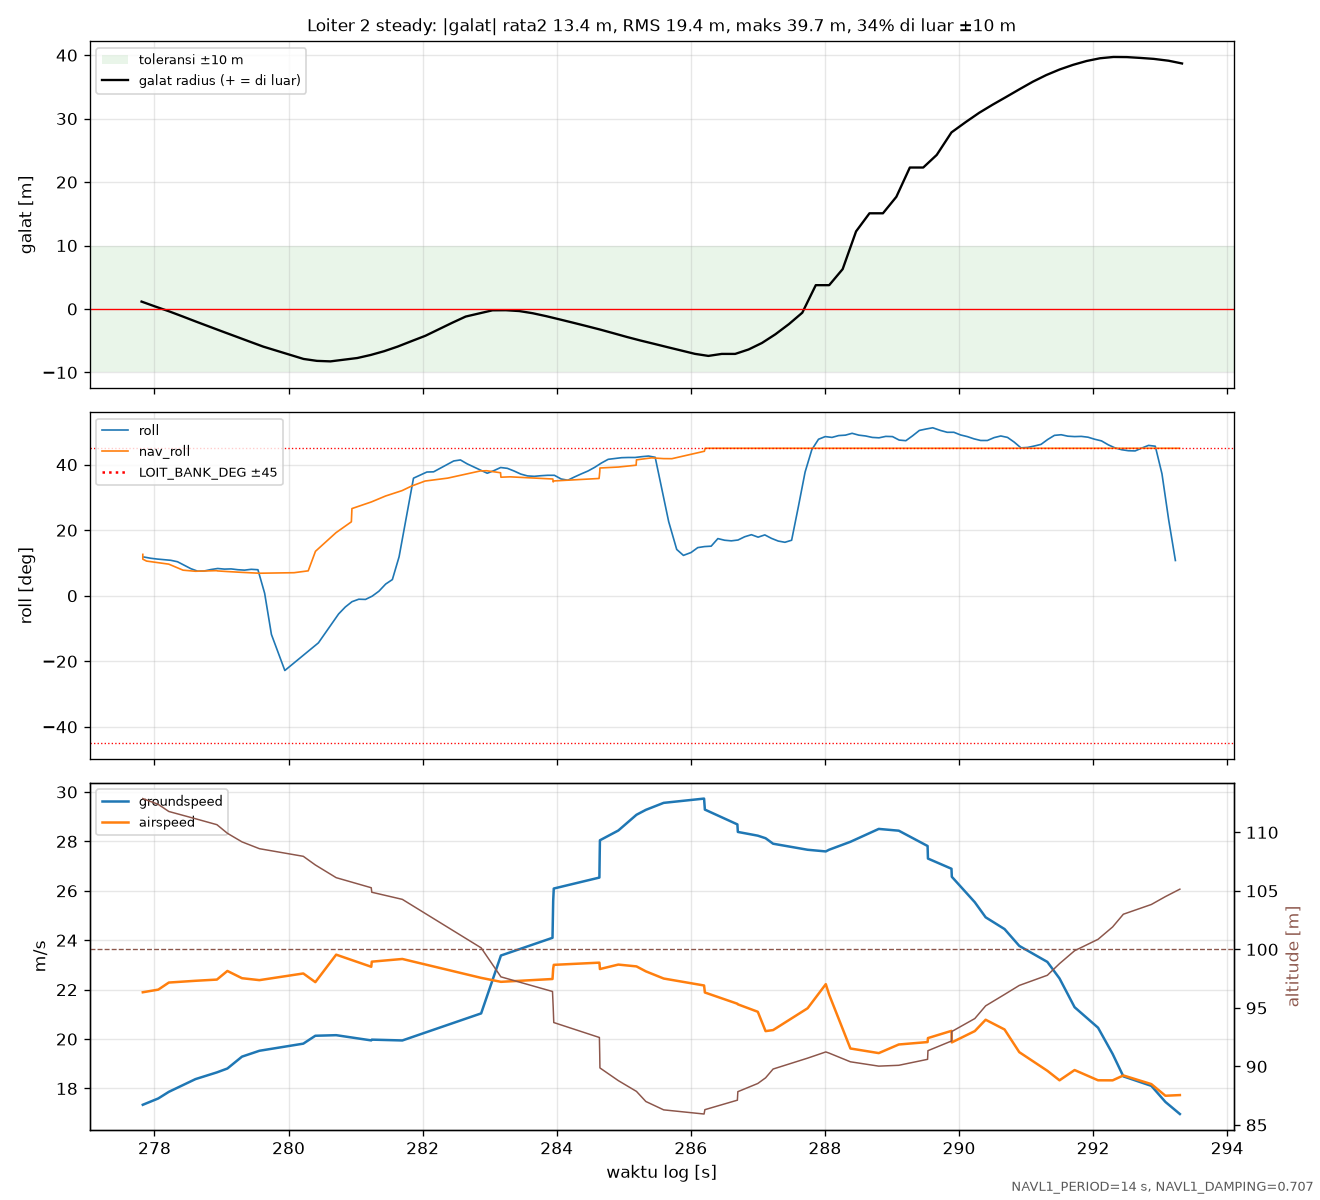 Loiter 2 steady: |galat| rata2 13.4 m, RMS 19.4 m, maks 39.7 m, 34% di luar ±10 m
toleransi ±10 m
galat radius (+ = di luar)
galat [m]
40
30
20
10
0
−10
roll
nav_roll
LOIT_BANK_DEG ±45
roll [deg]
40
20
0
−20
−40
groundspeed
airspeed
m/s
30
28
26
24
22
20
18
altitude [m]
110
105
100
95
90
85
278 280 282 284 286 288 290 292 294
waktu log [s]
NAVL1_PERIOD=14 s, NAVL1_DAMPING=0.707